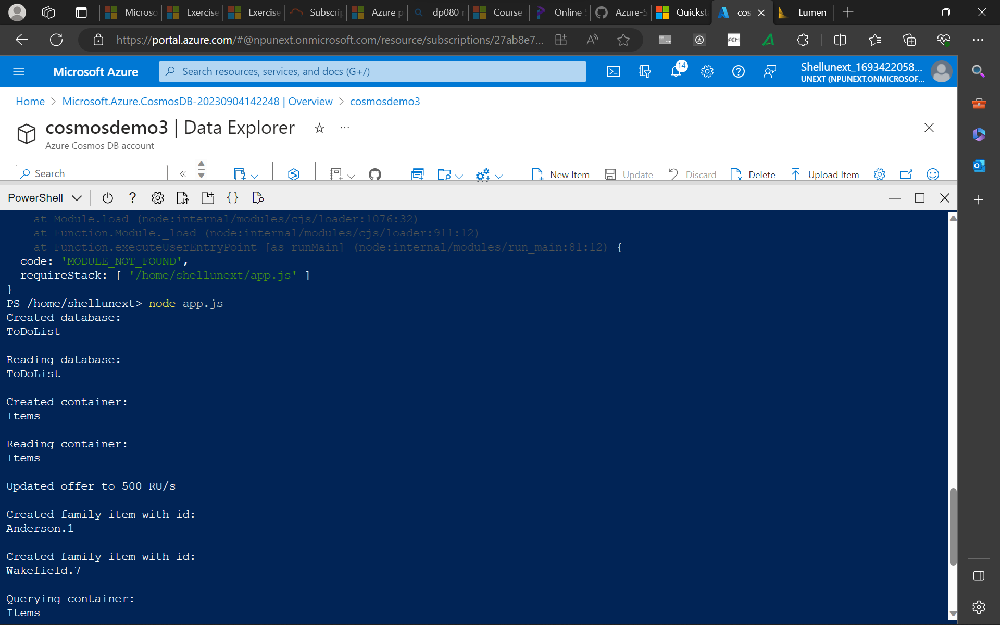 Microso
Exercise
Exercise
Subscrip
Azure p
dp080 r
Course
Online S
Azure-S
Quickst
cos
Lumen
https://portal.azure.com/#@npunext.onmicrosoft.com/resource/subscriptions/27ab8e7...
FCM
Microsoft Azure
Search resources, services, and docs (G+/)
14
Shellunext_1693422058...
UNEXT (NPUNEXT.ONMICROSOF...
Home > Microsoft.Azure.CosmosDB-20230904142248 | Overview > cosmosdemo3
cosmosdemo3 | Data Explorer
Azure Cosmos DB account
Search
New Item
Update
Discard
Delete
Upload Item
PowerShell
    at Module.load (node:internal/modules/cjs/loader:1076:32)
    at Function.Module._load (node:internal/modules/cjs/loader:911:12)
    at Function.executeUserEntryPoint [as runMain] (node:internal/modules/run_main:81:12) {
  code: 'MODULE_NOT_FOUND',
  requireStack: [ '/home/shellunext/app.js' ]
}
PS /home/shellunext> node app.js
Created database:
ToDoList
Reading database:
ToDoList
Created container:
Items
Reading container:
Items
Updated offer to 500 RU/s
Created family item with id:
Anderson.1
Created family item with id:
Wakefield.7
Querying container:
Items